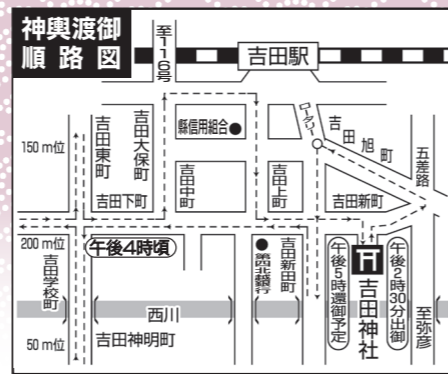 神輿渡御
順路図
至116号
吉田駅
150m位
吉田東町
吉田大保町
縣信用組合
ロータリー
吉田旭町
五差路
吉田下町
吉田中町
吉田上町
吉田新町
200m位
午後4時頃
吉田学校町
第四北越銀行
吉田新田町
午後5時還御予定
吉田神社
午後2時30分出御
西川
至弥彦
50m位
吉田神明町